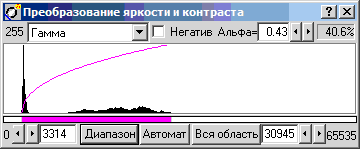 Преобразование яркости и контраста
255 Гамма Негатив Альфа= 0.43 40.6%
0 3314 Диапазон Автомат Вся область 30945 65535